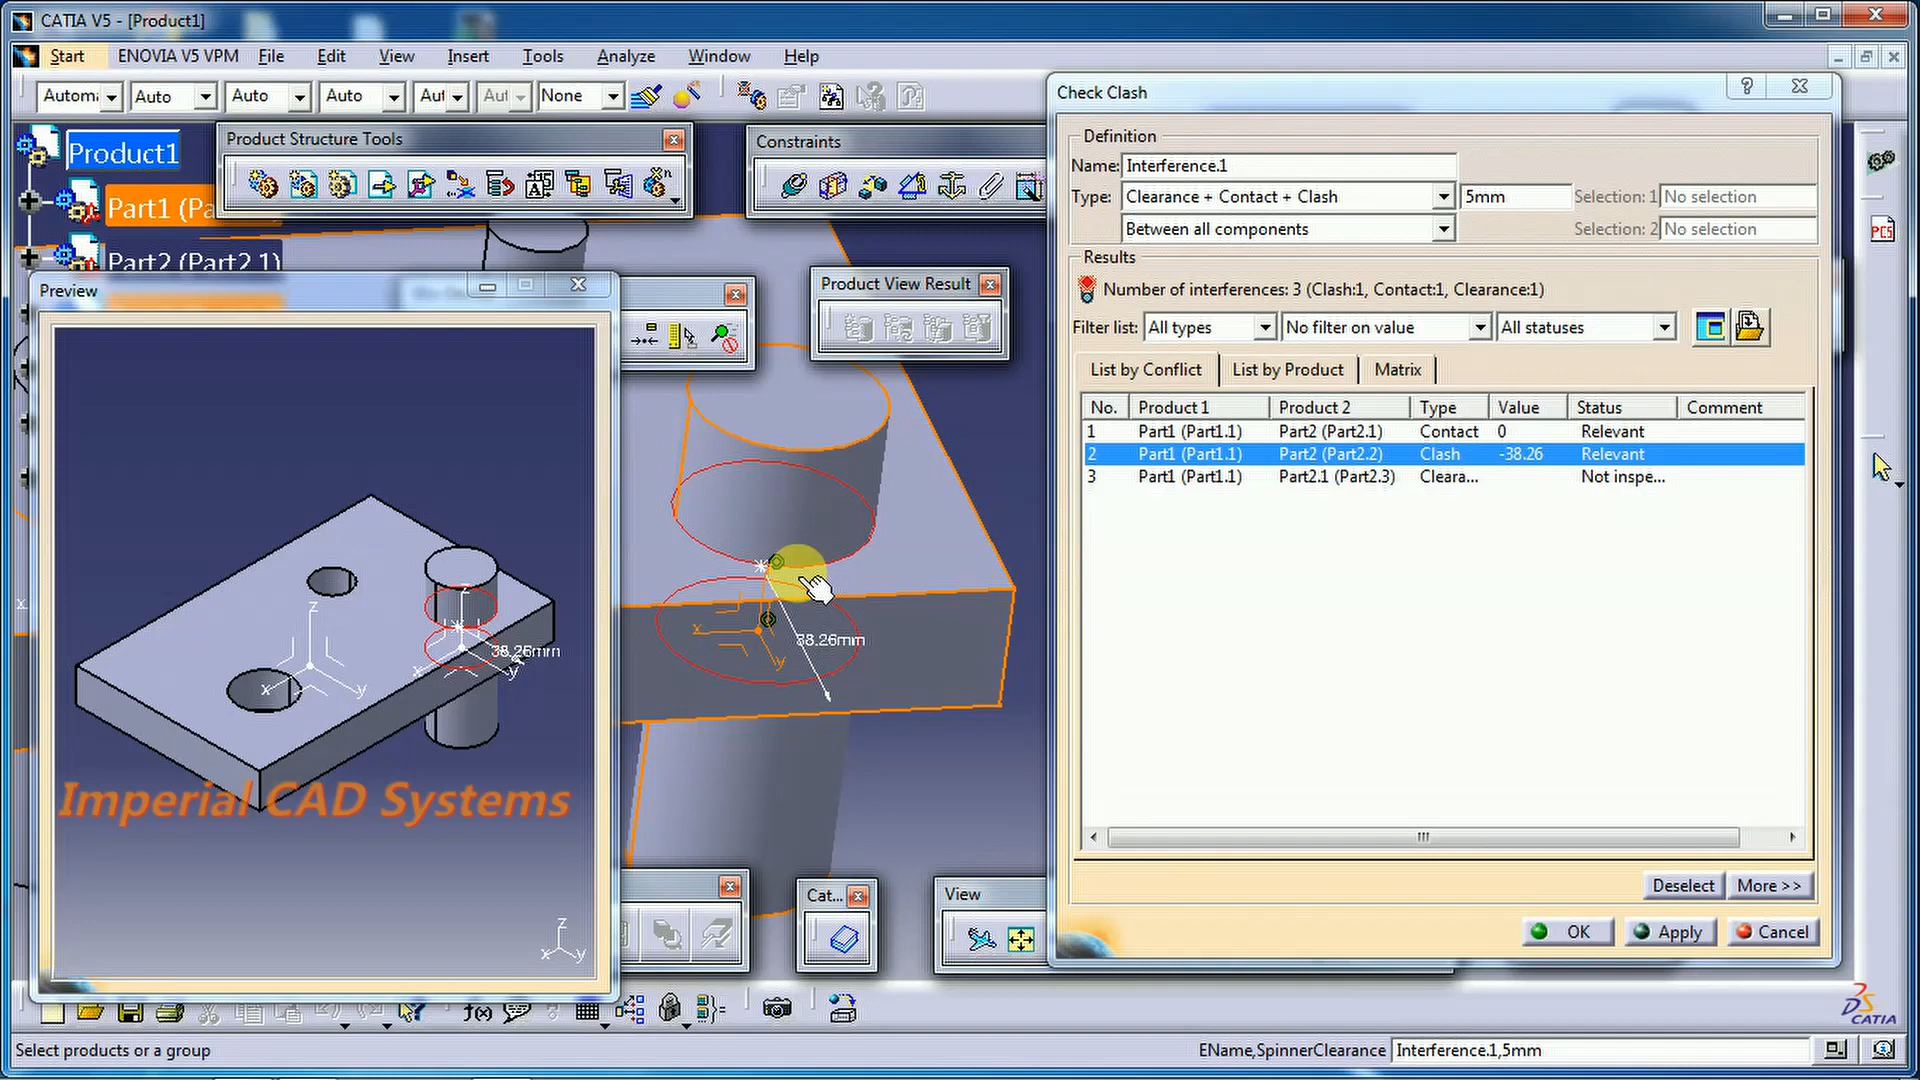 CATIA V5 - [Product1]
Start ENOVIA V5 VPM File Edit View Insert Tools Analyze Window Help
Auto Auto Auto None
Check Clash
Definition
Name: Interference.1
Type: Clearance + Contact + Clash 5mm Selection: 1 No selection
Between all components Selection: 2 No selection
Results
Number of interferences: 3 (Clash:1, Contact:1, Clearance:1)
Filter list: All types No filter on value All statuses
List by Conflict List by Product Matrix
No. Product 1 Product 2 Type Value Status Comment
1 Part1 (Part1.1) Part2 (Part2.1) Contact 0 Relevant
2 Part1 (Part1.1) Part2 (Part2.2) Clash -38.26 Relevant
3 Part1 (Part1.1) Part2.1 (Part2.3) Cleara... Not inspe...
Deselect More >>
OK Apply Cancel
Product Structure Tools
Constraints
Product1
Part1 (Pa
Part2 (Part2.1)
Preview
Product View Result
38.26mm
38.26mm
x
z
y
x
z
y
x
y
z
x
y
x
Imperial CAD Systems
Cat...
View
PCS
f(x)
DS
CATIA
Select products or a group
EName,SpinnerClearance Interference.1,5mm